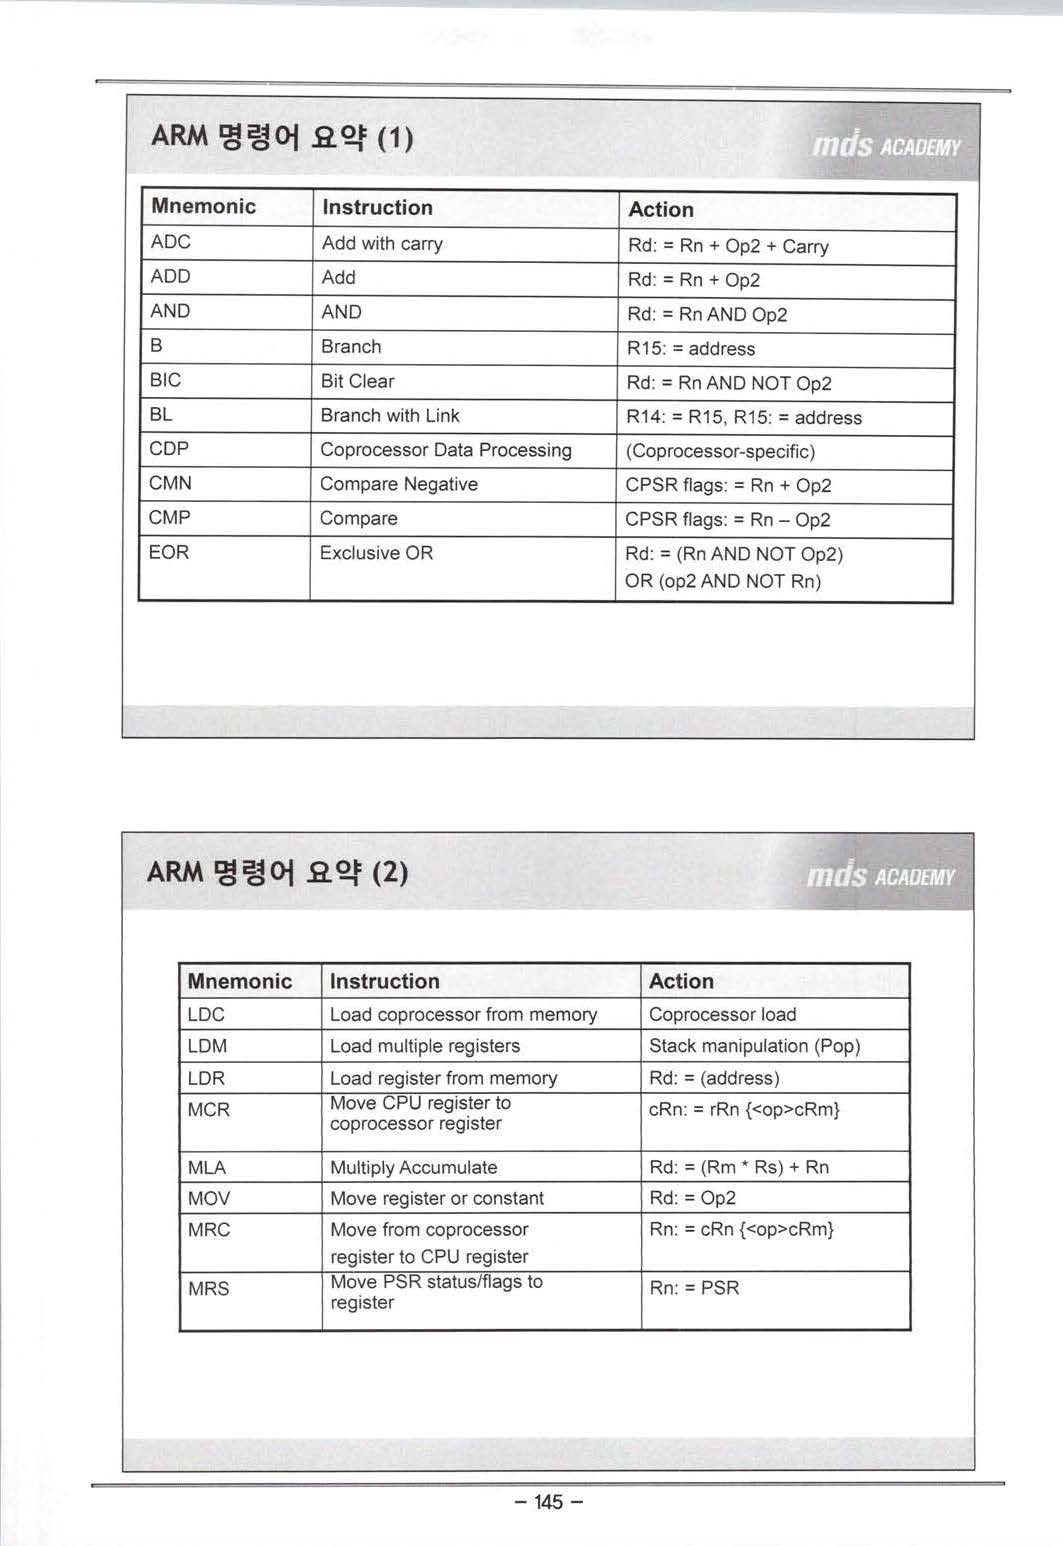 ARM 명령어 요약 (1)
mds ACADEMY
Mnemonic Instruction Action
ADC Add with carry Rd: = Rn + Op2 + Carry
ADD Add Rd: = Rn + Op2
AND AND Rd: = Rn AND Op2
B Branch R15: = address
BIC Bit Clear Rd: = Rn AND NOT Op2
BL Branch with Link R14: = R15, R15: = address
CDP Coprocessor Data Processing (Coprocessor-specific)
CMN Compare Negative CPSR flags: = Rn + Op2
CMP Compare CPSR flags: = Rn – Op2
EOR Exclusive OR Rd: = (Rn AND NOT Op2)
OR (op2 AND NOT Rn)
ARM 명령어 요약 (2)
mds ACADEMY
Mnemonic Instruction Action
LDC Load coprocessor from memory Coprocessor load
LDM Load multiple registers Stack manipulation (Pop)
LDR Load register from memory Rd: = (address)
MCR Move CPU register to
coprocessor register cRn: = rRn {<op>cRm}
MLA Multiply Accumulate Rd: = (Rm * Rs) + Rn
MOV Move register or constant Rd: = Op2
MRC Move from coprocessor
register to CPU register Rn: = cRn {<op>cRm}
MRS Move PSR status/flags to
register Rn: = PSR
– 145 –